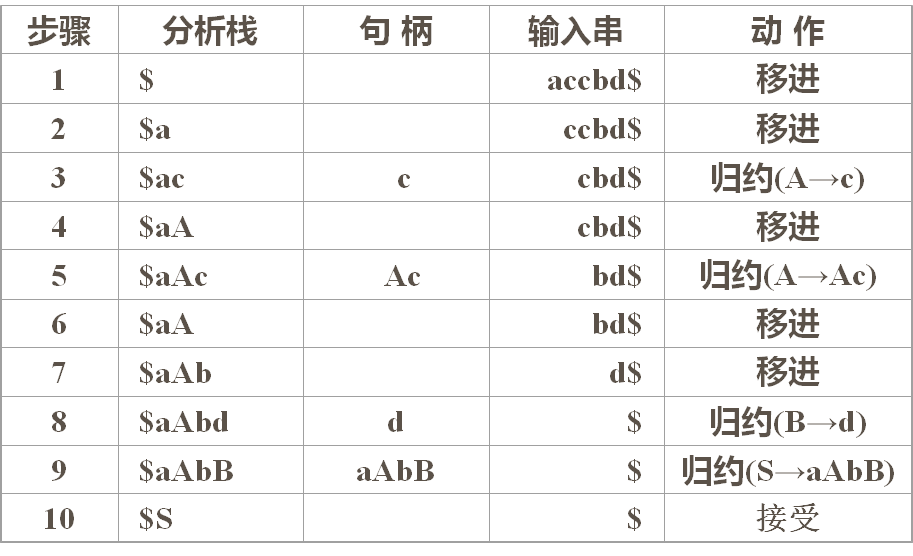 步骤 分析栈 句 柄 输入串 动 作
1 $ accbd$ 移进
2 $a ccbd$ 移进
3 $ac c cbd$ 归约(A→c)
4 $aA cbd$ 移进
5 $aAc Ac bd$ 归约(A→Ac)
6 $aA bd$ 移进
7 $aAb d$ 移进
8 $aAbd d $ 归约(B→d)
9 $aAbB aAbB $ 归约(S→aAbB)
10 $S $ 接受